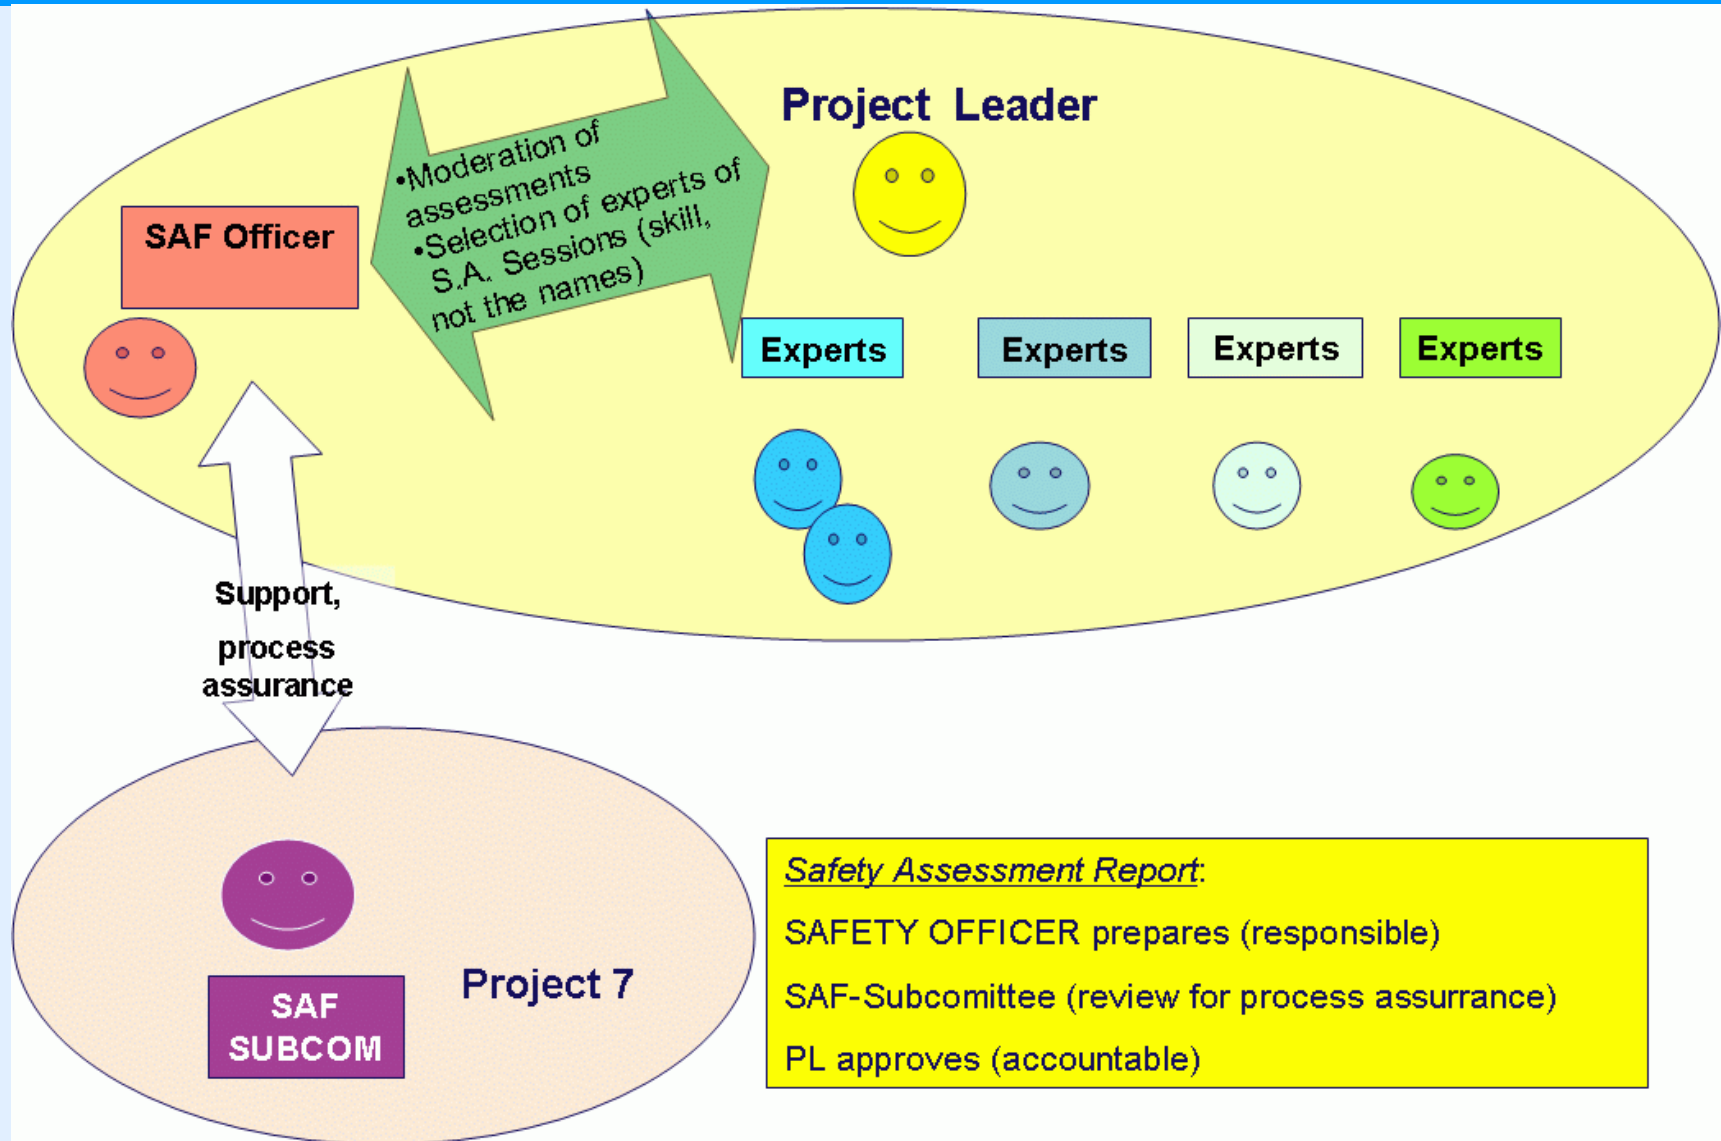 Project Leader
•Moderation of
assessments
•Selection of experts of
S.A. Sessions (skill,
not the names)
SAF Officer
Experts
Experts
Experts
Experts
Support,
process
assurance
SAF
SUBCOM
Project 7
Safety Assessment Report:
SAFETY OFFICER prepares (responsible)
SAF-Subcomittee (review for process assurrance)
PL approves (accountable)